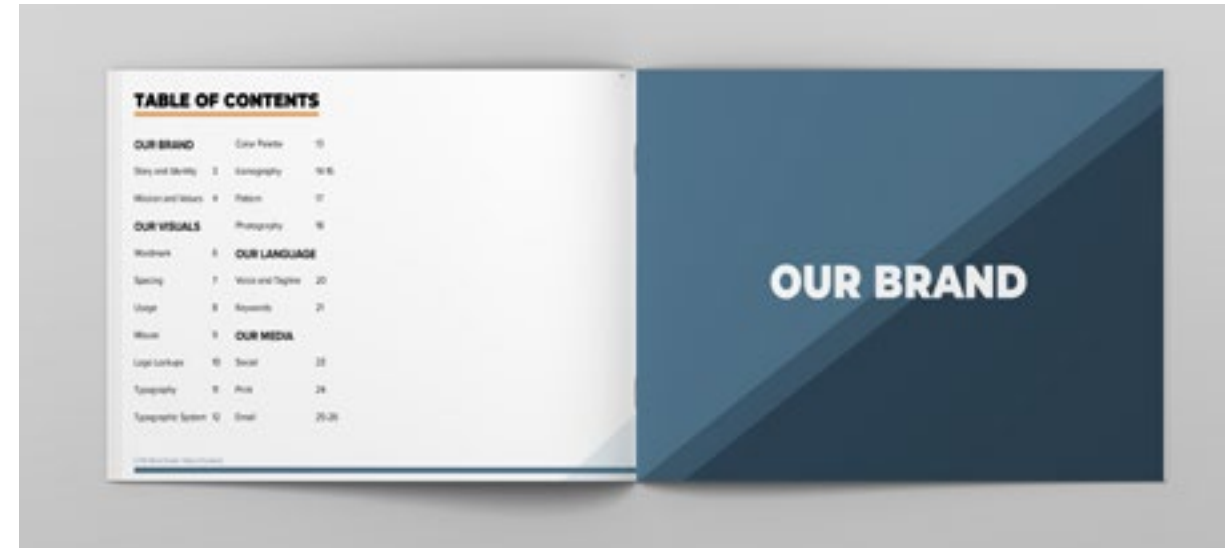 TABLE OF CONTENTS
OUR BRAND
Story and Identity 3
Mission and Values 4
OUR VISUALS
Wordmark 6
Spacing 7
Usage 8
Misuse 9
Logo Lockups 10
Typography 11
Typographic System 12
Color Palette 13
Iconography 14-16
Pattern 17
Photography 18
OUR LANGUAGE
Voice and Tagline 20
Keywords 21
OUR MEDIA
Social 23
Print 24
Email 25-26
OUR BRAND